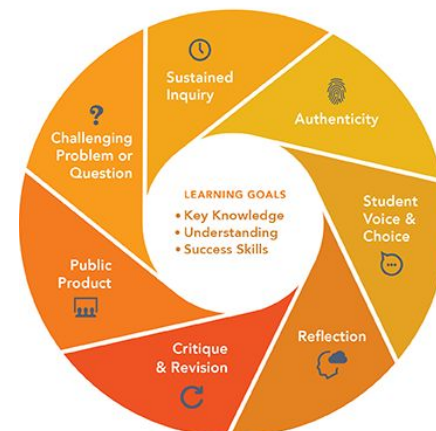 Sustained
Inquiry
Authenticity
Student
Voice &
Choice
Reflection
Critique
& Revision
Public
Product
?
Challenging
Problem or
Question
LEARNING GOALS
• Key Knowledge
• Understanding
• Success Skills